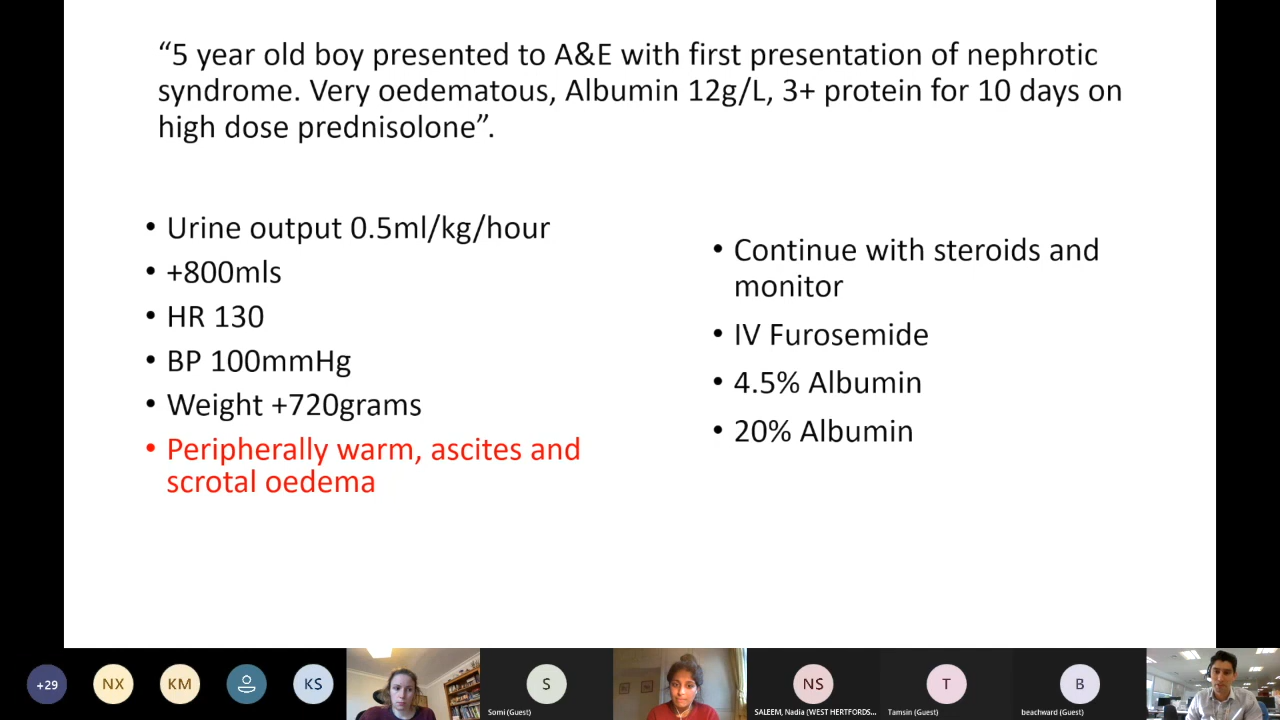 “5 year old boy presented to A&E with first presentation of nephrotic
syndrome. Very oedematous, Albumin 12g/L, 3+ protein for 10 days on
high dose prednisolone”.
• Urine output 0.5ml/kg/hour
• +800mls
• HR 130
• BP 100mmHg
• Weight +720grams
• Peripherally warm, ascites and
scrotal oedema
• Continue with steroids and
monitor
• IV Furosemide
• 4.5% Albumin
• 20% Albumin
+29
NX
KM
KS
S
Somi (Guest)
NS
SALEEM, Nadia (WEST HERTFORDS...
T
Tamsin (Guest)
B
beachward (Guest)